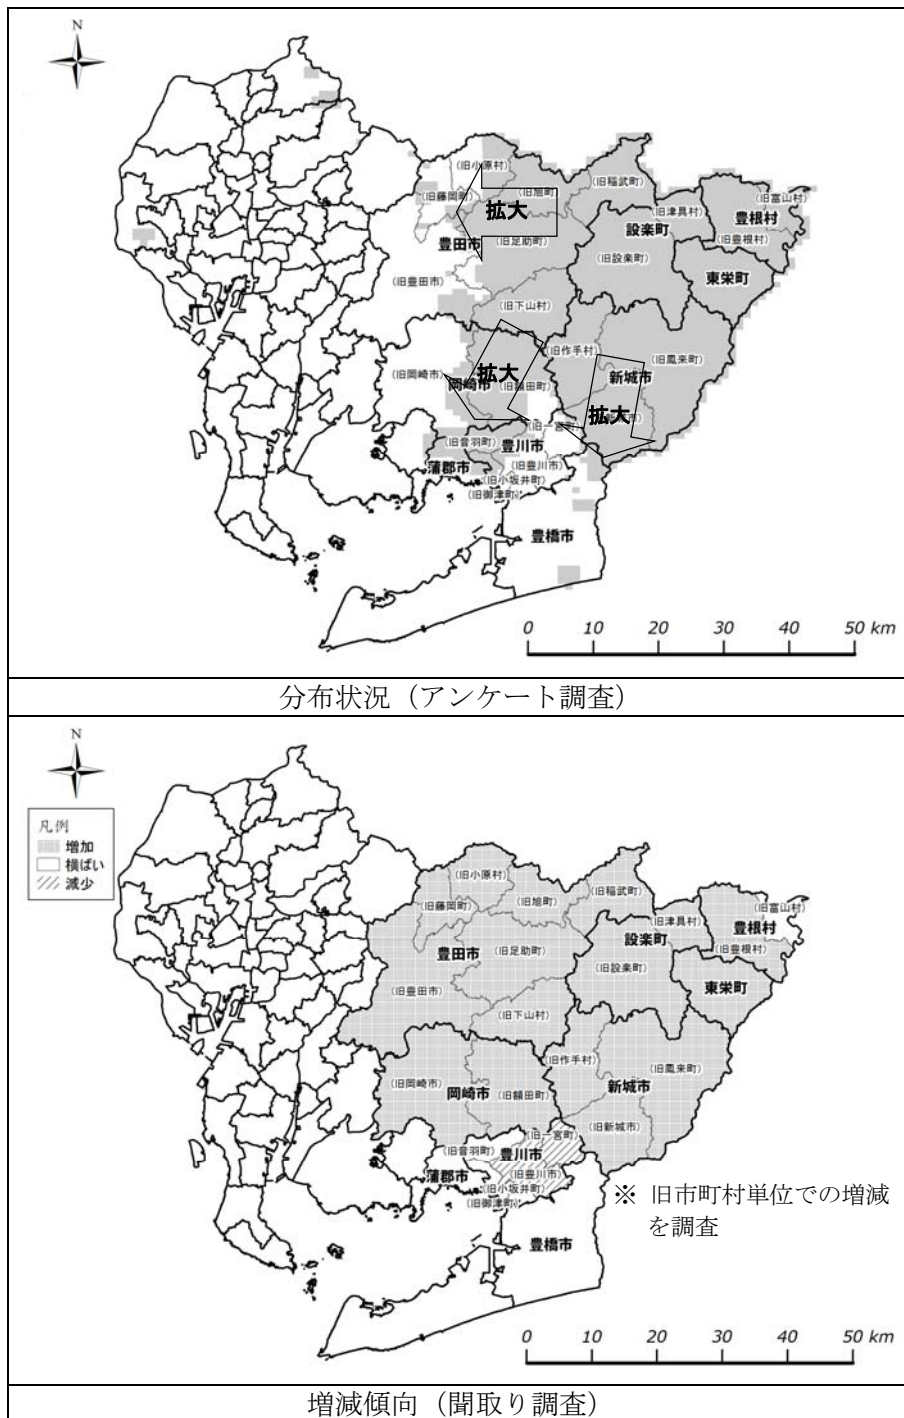 N
(旧小原村)
(旧藤岡町)
(旧旭町)
(旧稲武町)
(旧富山村)
拡大
(旧津具村)
豊根村
設楽町
豊田市
(旧足助町)
(旧豊根村)
(旧設楽町)
(旧豊田市)
東栄町
(旧下山村)
(旧作手村)
(旧鳳来町)
拡大
(旧岡崎市)
岡崎市
(旧額田町)
新城市
拡大
(旧一宮町)
(旧音羽町)
豊川市
蒲郡市
(旧豊川市)
(旧小坂井町)
(旧御津町)
豊橋市
0 10 20 30 40 50 km
分布状況(アンケート調査)
N
凡例
増加
横ばい
減少
(旧小原村)
(旧藤岡町)
(旧旭町)
(旧稲武町)
(旧富山村)
(旧津具村)
豊根村
設楽町
豊田市
(旧足助町)
(旧豊根村)
(旧設楽町)
東栄町
(旧豊田市)
(旧下山村)
(旧作手村)
(旧鳳来町)
(旧岡崎市)
岡崎市
(旧額田町)
新城市
(旧新城市)
(旧一宮町)
(旧音羽町)
豊川市
蒲郡市
(旧豊川市)
(旧小坂井町)
(旧御津町)
※ 旧市町村単位での増減
を調査
豊橋市
0 10 20 30 40 50 km
増減傾向(聞取り調査)